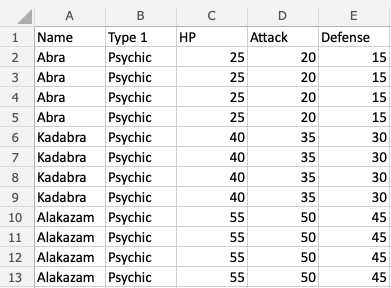 A B C D E
1 Name Type 1 HP Attack Defense
2 Abra Psychic 25 20 15
3 Abra Psychic 25 20 15
4 Abra Psychic 25 20 15
5 Abra Psychic 25 20 15
6 Kadabra Psychic 40 35 30
7 Kadabra Psychic 40 35 30
8 Kadabra Psychic 40 35 30
9 Kadabra Psychic 40 35 30
10 Alakazam Psychic 55 50 45
11 Alakazam Psychic 55 50 45
12 Alakazam Psychic 55 50 45
13 Alakazam Psychic 55 50 45